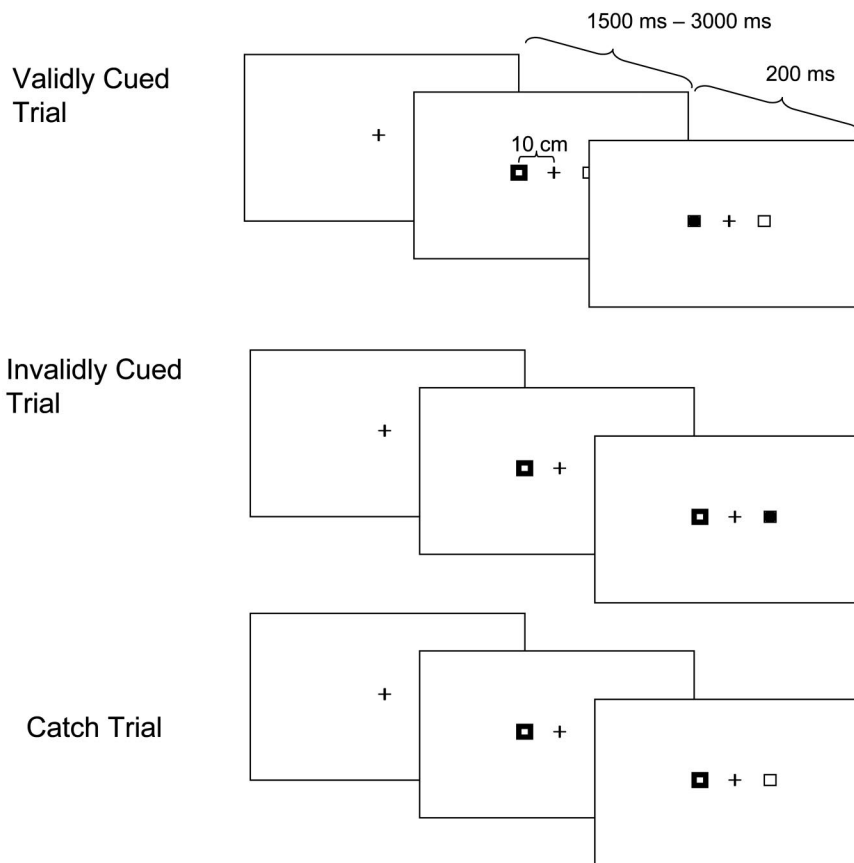 1500 ms – 3000 ms
200 ms
Validly Cued
Trial
10 cm
Invalidly Cued
Trial
Catch Trial